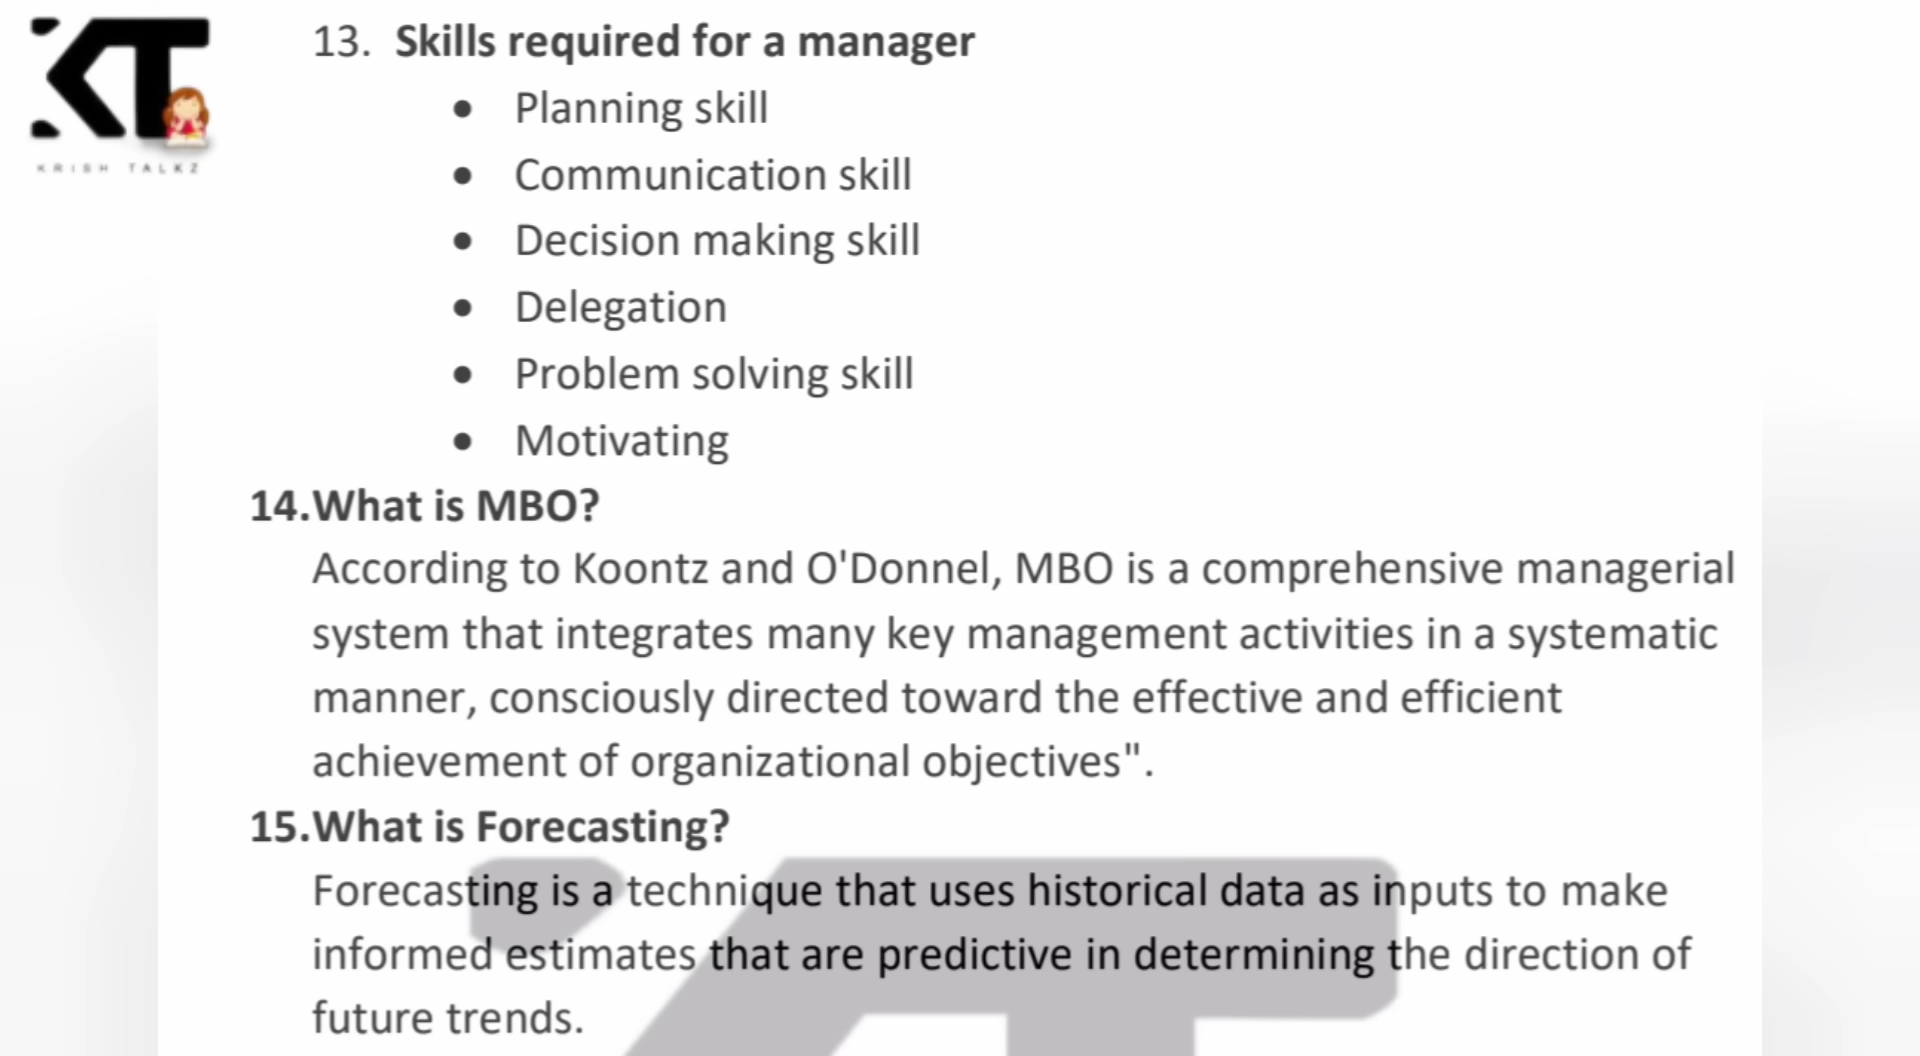 KT
KRISH TALKZ
13. Skills required for a manager
• Planning skill
• Communication skill
• Decision making skill
• Delegation
• Problem solving skill
• Motivating
14.What is MBO?
According to Koontz and O'Donnel, MBO is a comprehensive managerial
system that integrates many key management activities in a systematic
manner, consciously directed toward the effective and efficient
achievement of organizational objectives".
15.What is Forecasting?
Forecasting is a technique that uses historical data as inputs to make
informed estimates that are predictive in determining the direction of
future trends.